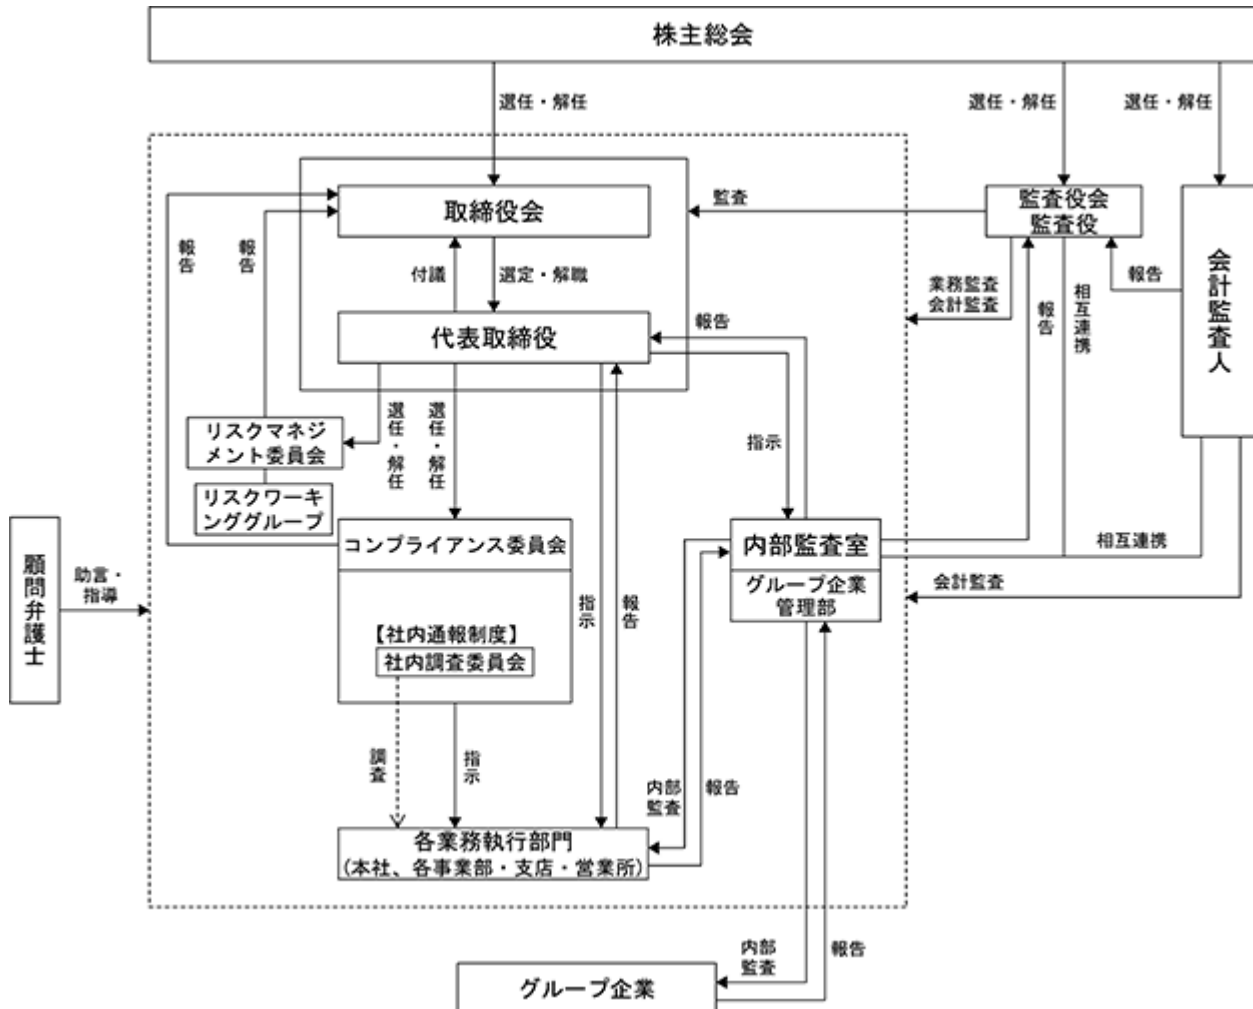 株主総会
選任・解任
選任・解任
選任・解任
取締役会
監査
監査役会
監査役
会計監査人
報告
報告
付議
選定・解職
業務監査
会計監査
報告
相互連携
報告
代表取締役
報告
選任・解任
選任・解任
指示
リスクマネジ
メント委員会
リスクワーキ
ンググループ
コンプライアンス委員会
内部監査室
グループ企業
管理部
相互連携
会計監査
顧問弁護士
助言・
指導
指示
報告
【社内通報制度】
社内調査委員会
調査
指示
内部
監査
報告
各業務執行部門
(本社、各事業部・支店・営業所)
内部
監査
報告
グループ企業